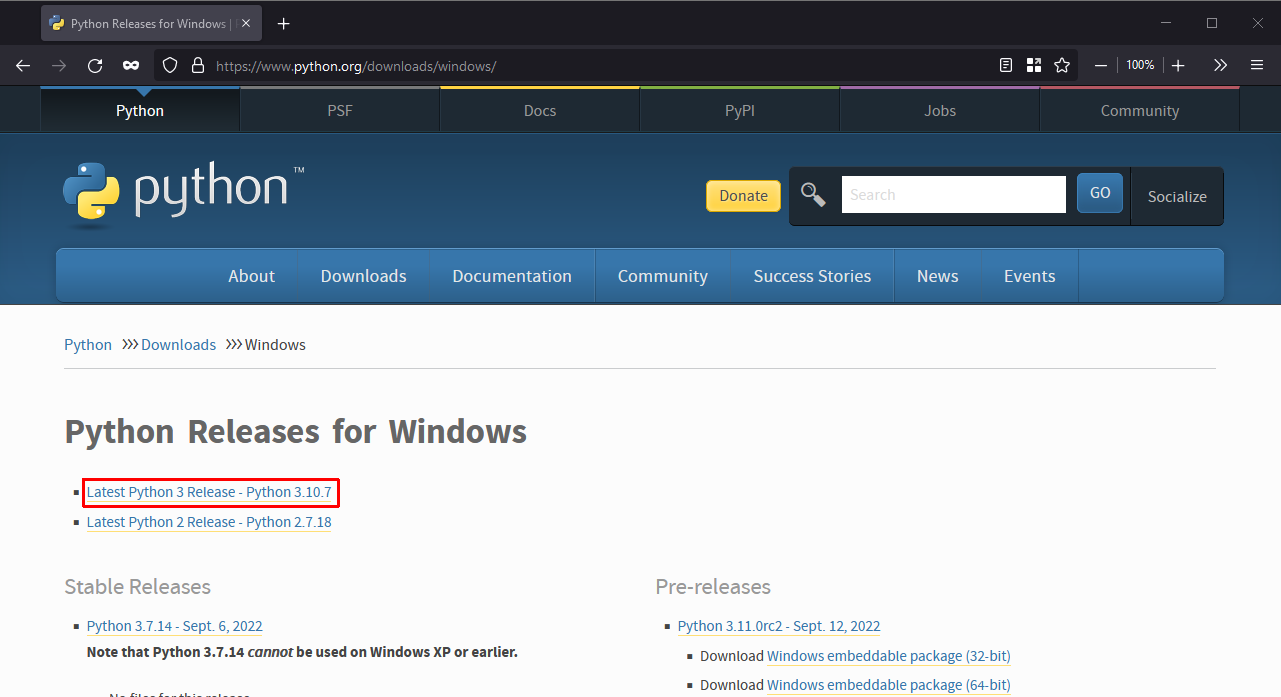 Python Releases for Windows |
https://www.python.org/downloads/windows/
100%
Python PSF Docs PyPI Jobs Community
python™
Donate Search GO Socialize
About Downloads Documentation Community Success Stories News Events
Python >>> Downloads >>> Windows
Python Releases for Windows
Latest Python 3 Release - Python 3.10.7
Latest Python 2 Release - Python 2.7.18
Stable Releases
Python 3.7.14 - Sept. 6, 2022
Note that Python 3.7.14 cannot be used on Windows XP or earlier.
No files for this release.
Pre-releases
Python 3.11.0rc2 - Sept. 12, 2022
Download Windows embeddable package (32-bit)
Download Windows embeddable package (64-bit)